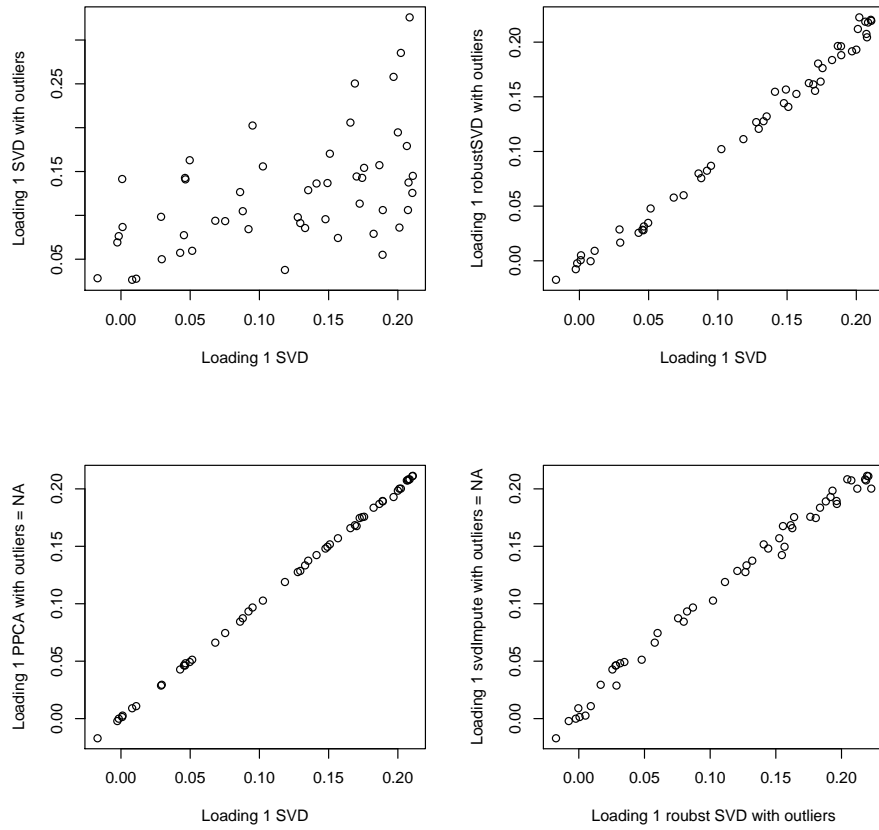 0.05 0.15 0.25
Loading 1 SVD with outliers
0.00 0.05 0.10 0.15 0.20
Loading 1 SVD
0.00 0.05 0.10 0.15 0.20
Loading 1 robustSVD with outliers
0.00 0.05 0.10 0.15 0.20
Loading 1 SVD
0.00 0.05 0.10 0.15 0.20
Loading 1 PPCA with outliers = NA
0.00 0.05 0.10 0.15 0.20
Loading 1 SVD
0.00 0.05 0.10 0.15 0.20
Loading 1 svdImpute with outliers = NA
0.00 0.05 0.10 0.15 0.20
Loading 1 roubst SVD with outliers